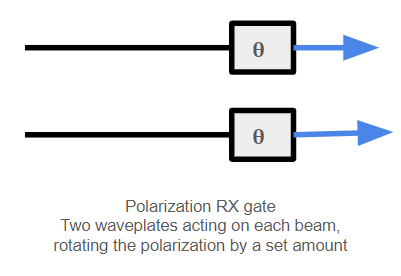 θ
θ
Polarization RX gate
Two waveplates acting on each beam,
rotating the polarization by a set amount